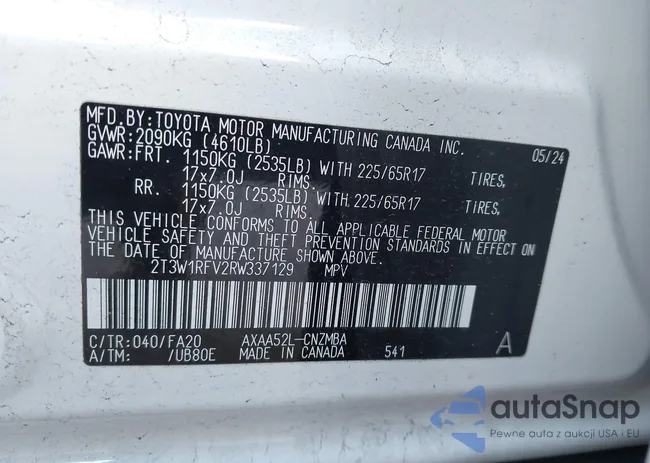 MFD.BY:TOYOTA MOTOR MANUFACTURING CANADA INC.
GVWR:2090KG (4610LB) 05/24
GAWR:FRT. 1150KG (2535LB) WITH 225/65R17 TIRES,
17x7.0J RIMS.
RR. 1150KG (2535LB) WITH 225/65R17 TIRES,
17x7.0J RIMS.
THIS VEHICLE CONFORMS TO ALL APPLICABLE FEDERAL MOTOR
VEHICLE SAFETY AND THEFT PREVENTION STANDARDS IN EFFECT ON
THE DATE OF MANUFACTURE SHOWN ABOVE.
2T3W1RFV2RW337129 MPV
C/TR:040/FA20 AXAA52L-CNZMBA
A/TM: /UB80E MADE IN CANADA 541 A
autaSnap
Pewne auta z aukcji USA i EU